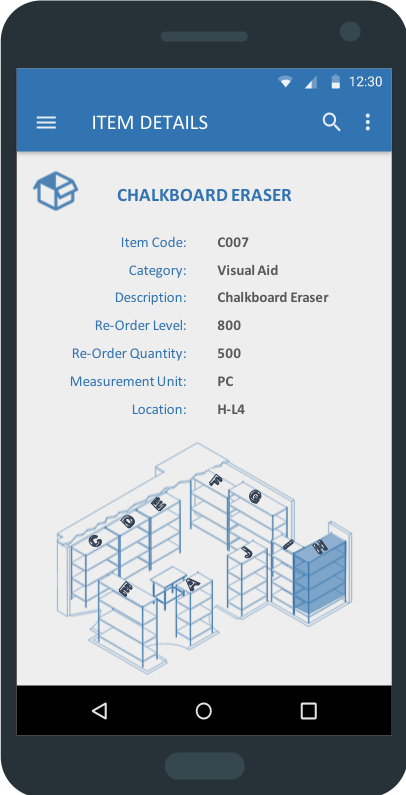 12:30
ITEM DETAILS
CHALKBOARD ERASER
Item Code: C007
Category: Visual Aid
Description: Chalkboard Eraser
Re-Order Level: 800
Re-Order Quantity: 500
Measurement Unit: PC
Location: H-L4
F
G
C D E
J I H
E A